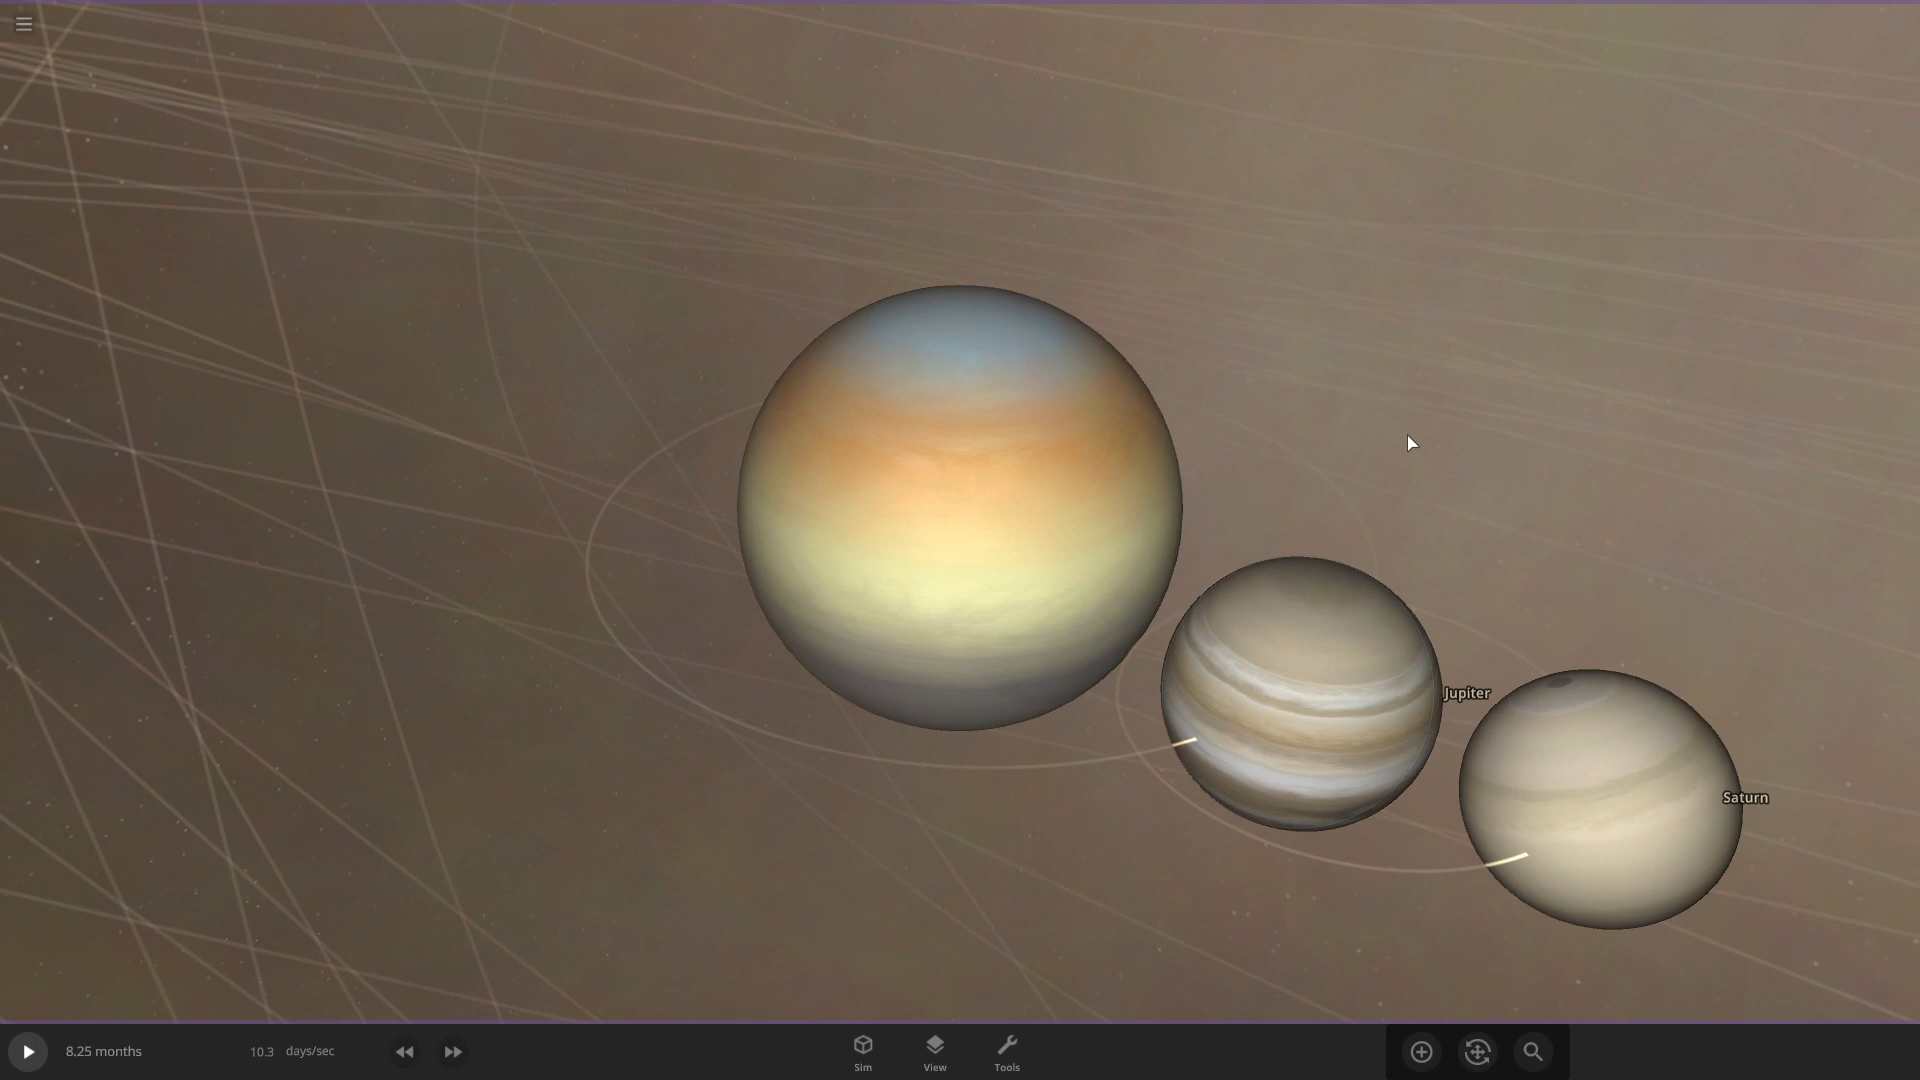 Jupiter
Saturn
8.25 months
10.3 days/sec
Sim
View
Tools